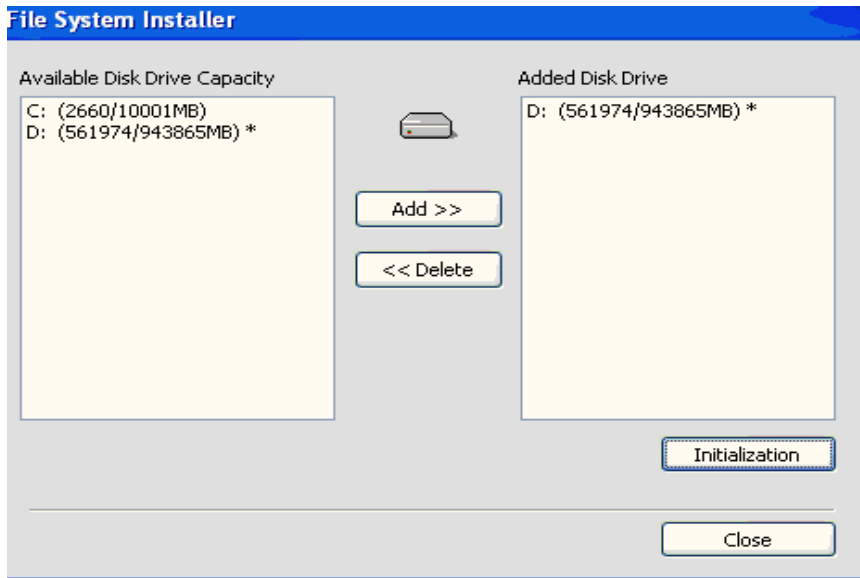 File System Installer
Available Disk Drive Capacity
Added Disk Drive
C: (2660/10001MB)
D: (561974/943865MB) *
D: (561974/943865MB) *
Add >>
<< Delete
Initialization
Close